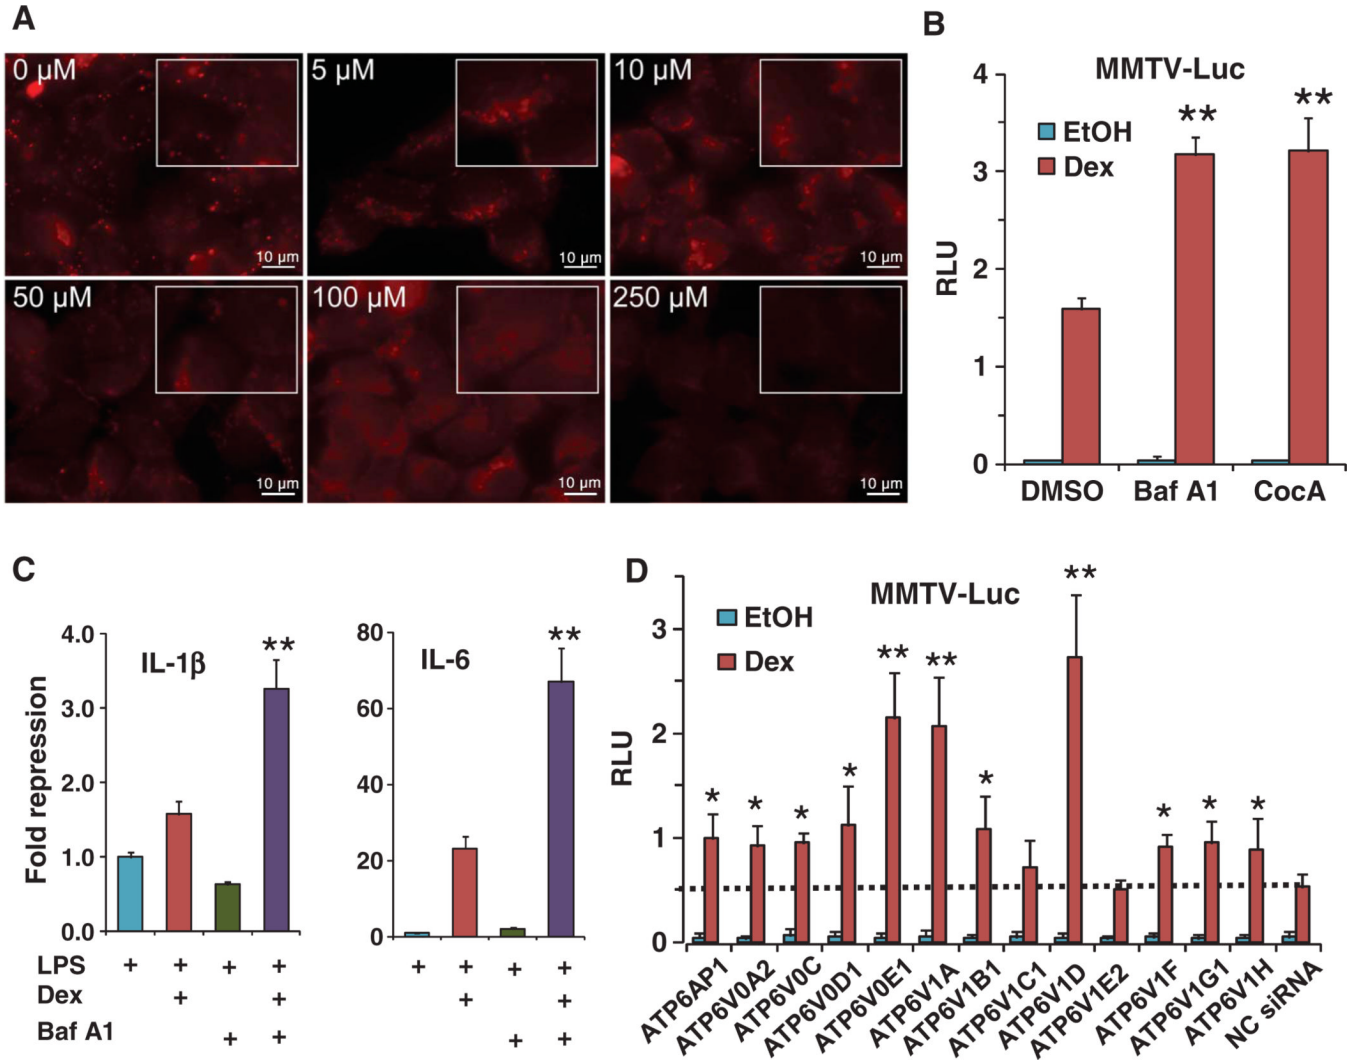 A
0 µM
5 µM
10 µM
10 µm
10 µm
10 µm
50 µM
100 µM
250 µM
10 µm
10 µm
10 µm
B
MMTV-Luc
EtOH
Dex
RLU
4
3
2
1
0
**
**
DMSO
Baf A1
CocA
C
Fold repression
IL-1β
4.0
3.0
2.0
1.0
0.0
**
IL-6
80
60
40
20
0
**
LPS + + + + + + + +
Dex + + + +
Baf A1 + + + +
D
MMTV-Luc
EtOH
Dex
RLU
3
2
1
0
* * * * ** ** * ** * * *
ATP6AP1
ATP6V0A2
ATP6V0C
ATP6V0D1
ATP6V0E1
ATP6V1A
ATP6V1B1
ATP6V1C1
ATP6V1D
ATP6V1E2
ATP6V1F
ATP6V1G1
ATP6V1H
NC siRNA